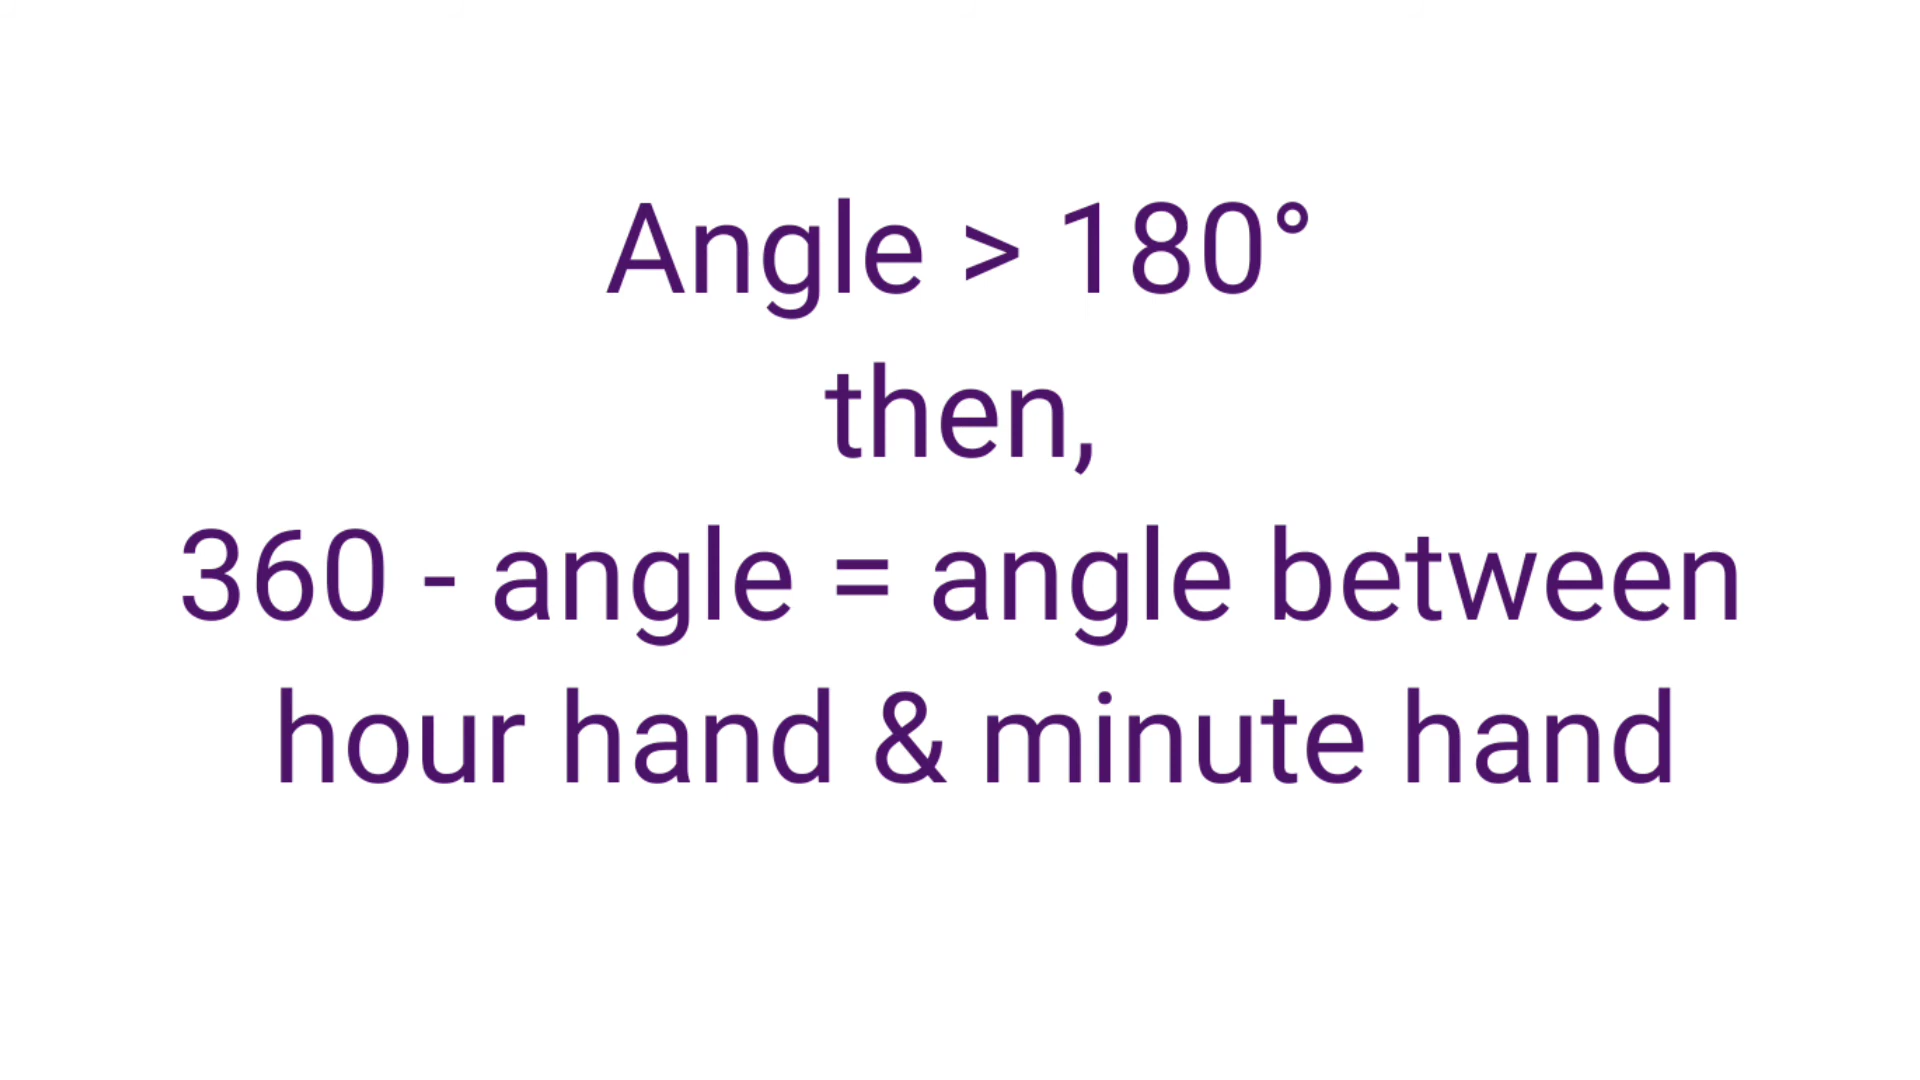 Angle > 180°
then,
360 - angle = angle between
hour hand & minute hand